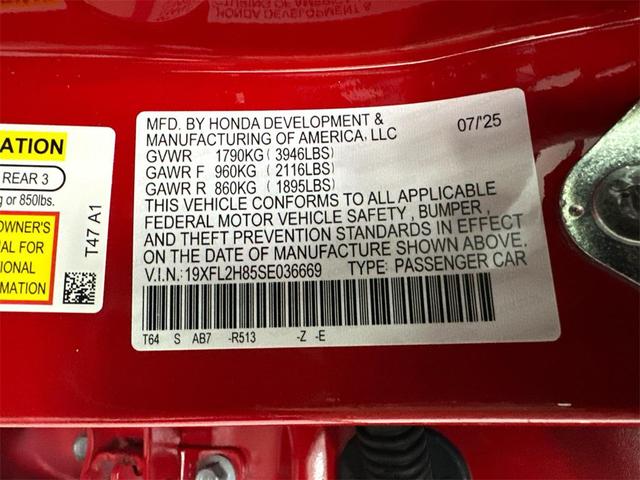 MFD. BY HONDA DEVELOPMENT &
MANUFACTURING OF AMERICA, LLC
07/'25
GVWR 1790KG ( 3946LBS)
GAWR F 960KG ( 2116LBS)
GAWR R 860KG ( 1895LBS)
THIS VEHICLE CONFORMS TO ALL APPLICABLE
FEDERAL MOTOR VEHICLE SAFETY , BUMPER ,
AND THEFT PREVENTION STANDARDS IN EFFECT
ON THE DATE OF MANUFACTURE SHOWN ABOVE.
V.I.N.: 19XFL2H85SE036669 TYPE: PASSENGER CAR
T64 S AB7 -R513 -Z -E
ATION
REAR 3
g or 850lbs.
OWNER'S
UAL FOR
TIONAL
MATION
T47 A1